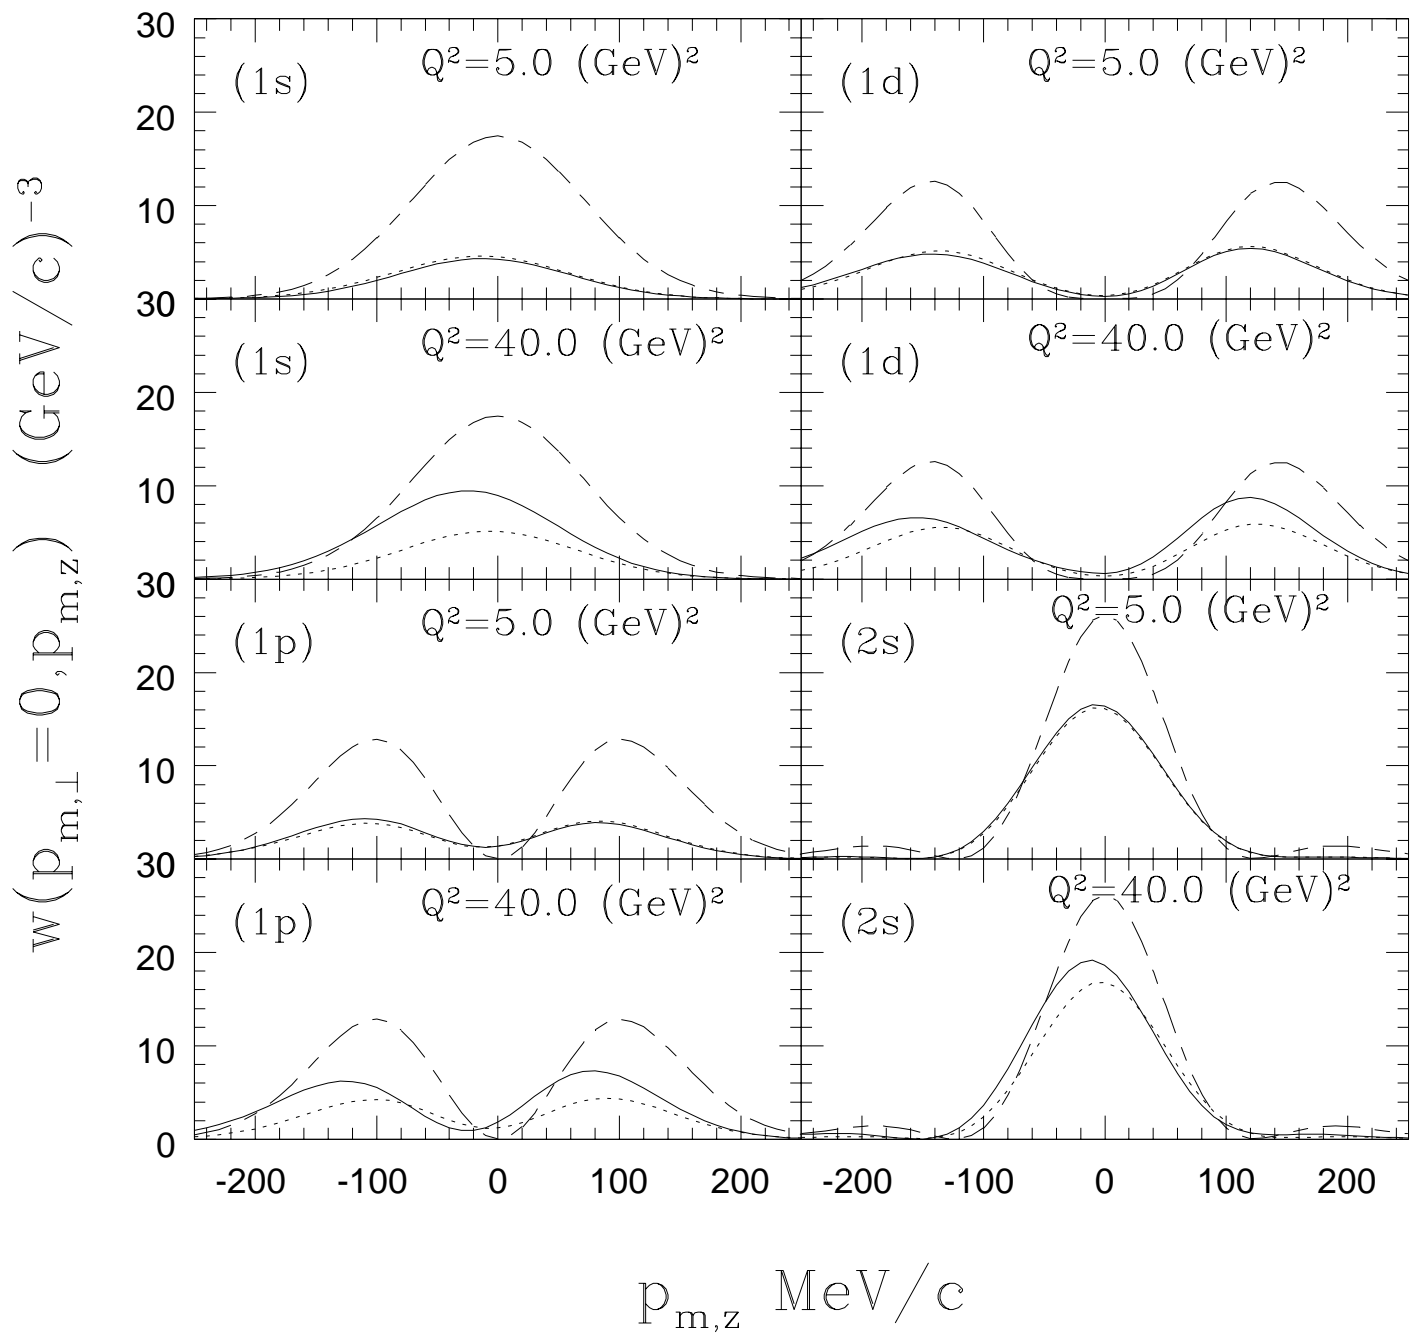 w(p_{m,⊥}=0,p_{m,z}) (GeV/c)^{-3}
30
20
10
(1s)
Q²=5.0 (GeV)²
(1d)
Q²=5.0 (GeV)²
30
20
10
(1s)
Q²=40.0 (GeV)²
(1d)
Q²=40.0 (GeV)²
30
20
10
(1p)
Q²=5.0 (GeV)²
(2s)
Q²=5.0 (GeV)²
30
20
10
0
(1p)
Q²=40.0 (GeV)²
(2s)
Q²=40.0 (GeV)²
-200 -100 0 100 200 -200 -100 0 100 200
p_{m,z} MeV/c